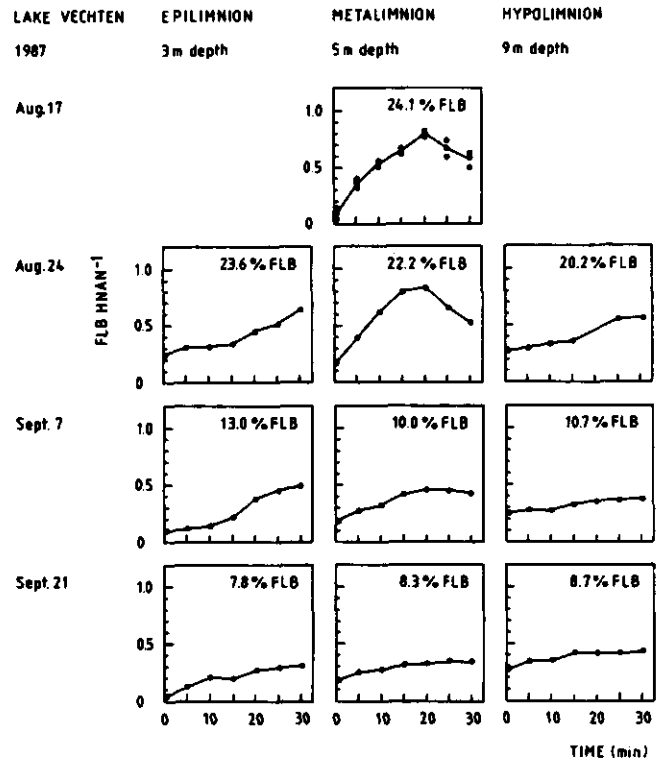 LAKE VECHTEN EPILIMNION METALIMNION HYPOLIMNION
1987 3m depth 5m depth 9m depth
Aug.17 1.0 24.1 % FLB
0.5
0
Aug.24 1.0 23.6 % FLB 22.2 % FLB 20.2 % FLB
FLB HNAN⁻¹
0.5
0
Sept. 7 1.0 13.0 % FLB 10.0 % FLB 10.7 % FLB
0.5
0
Sept. 21 1.0 7.8 % FLB 8.3 % FLB 8.7 % FLB
0.5
0
0 10 20 30 0 10 20 30 0 10 20 30
TIME (min)